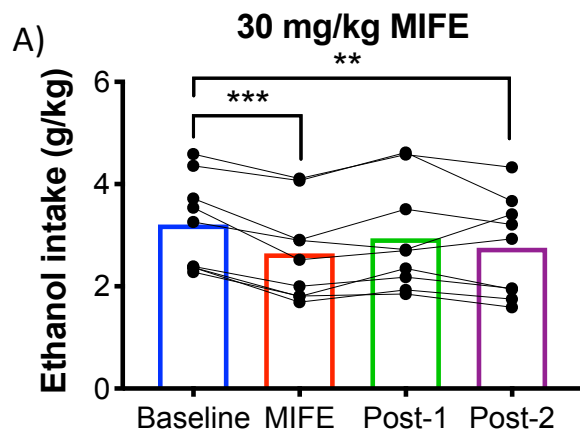 A)
30 mg/kg MIFE
**
***
Ethanol intake (g/kg)
6
4
2
0
Baseline MIFE Post-1 Post-2